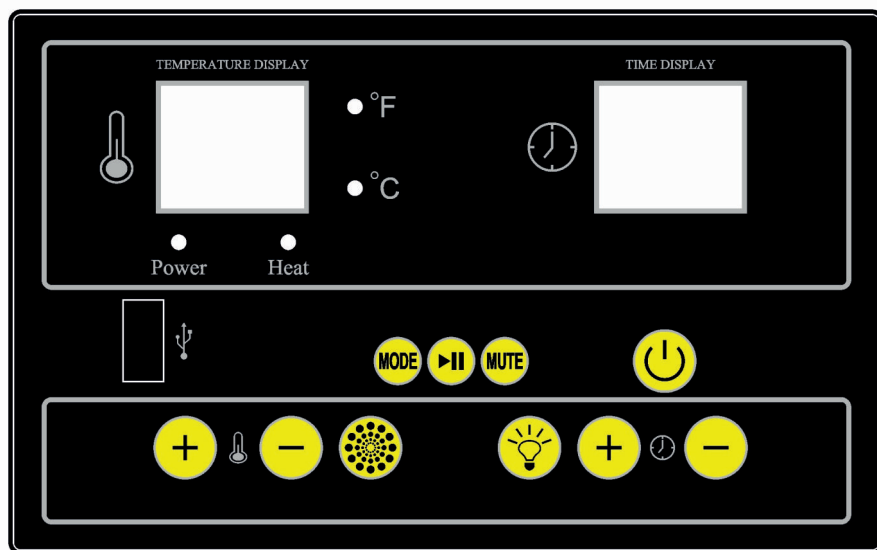 TEMPERATURE DISPLAY
TIME DISPLAY
°F
°C
Power Heat
MODE MUTE